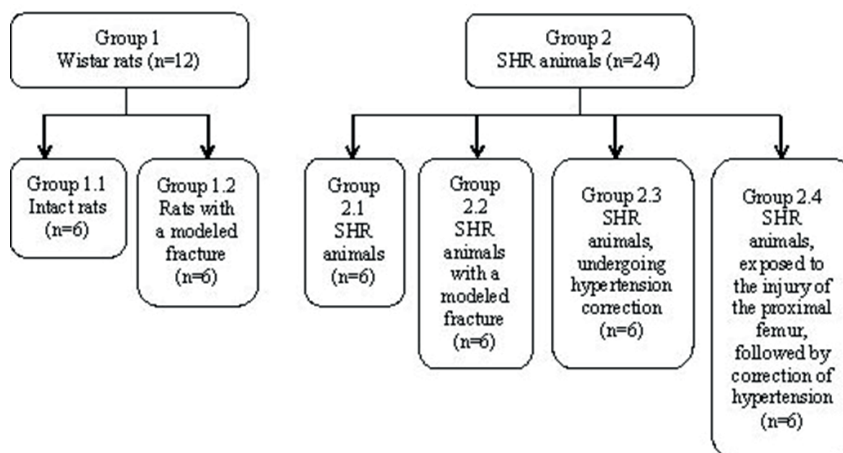 Group 1
Wistar rats (n=12)
Group 2
SHR animals (n=24)
Group 1.1
Intact rats
(n=6)
Group 1.2
Rats with
a modeled
fracture
(n=6)
Group
2.1
SHR
animals
(n=6)
Group
2.2
SHR
animals
with a
modeled
fracture
(n=6)
Group 2.3
SHR
animals,
undergoing
hypertension
correction
(n=6)
Group 2.4
SHR
animals,
exposed to
the injury of
the proximal
femur,
followed by
correction of
hypertension
(n=6)